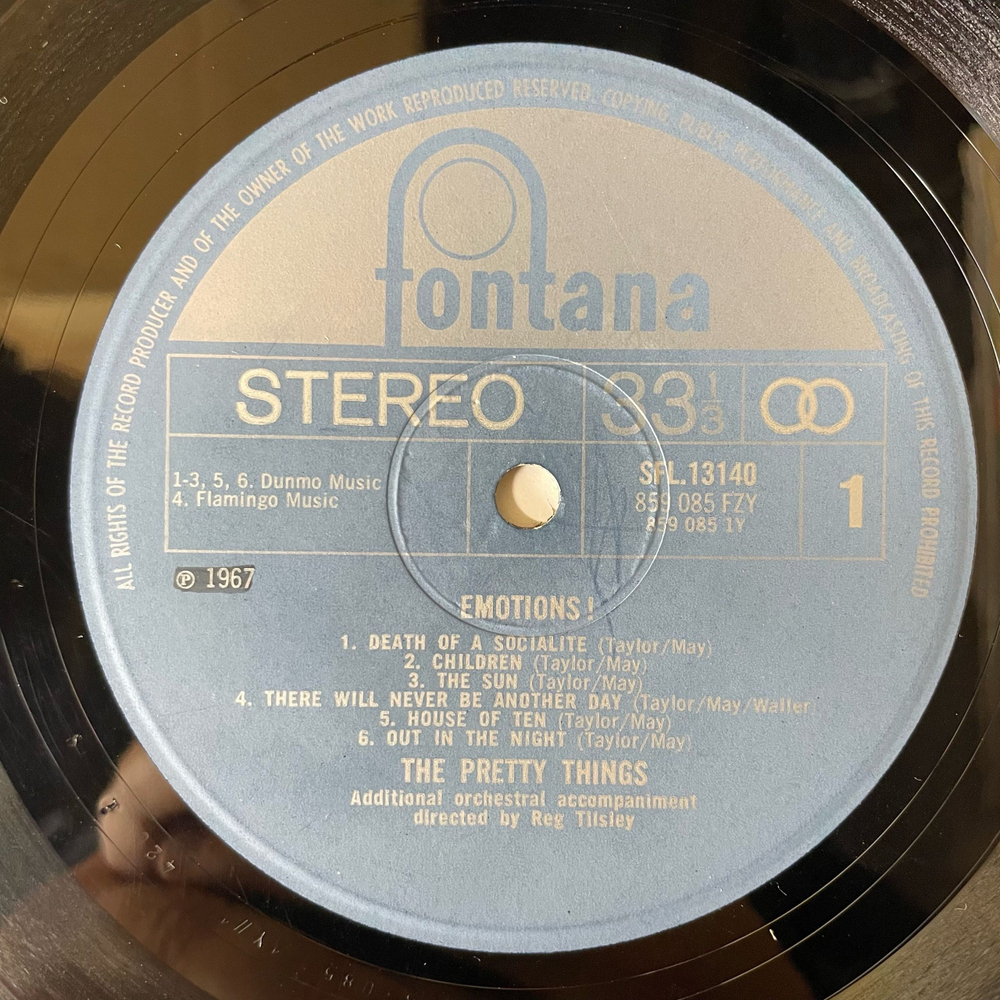 ALL RIGHTS OF THE RECORD PRODUCER AND OF THE OWNER OF THE WORK REPRODUCED RESERVED. COPYING, PUBLIC PERFORMANCE AND BROADCASTING OF THIS RECORD PROHIBITED
fontana
STEREO 33 1/3
1-3, 5, 6. Dunmo Music
4. Flamingo Music
SFL.13140
859 085 FZY
859 085 1Y
1
℗ 1967
EMOTIONS!
1. DEATH OF A SOCIALITE (Taylor/May)
2. CHILDREN (Taylor/May)
3. THE SUN (Taylor/May)
4. THERE WILL NEVER BE ANOTHER DAY (Taylor/May/Waller
5. HOUSE OF TEN (Taylor/May)
6. OUT IN THE NIGHT (Taylor/May)
THE PRETTY THINGS
Additional orchestral accompaniment
directed by Reg Tilsley